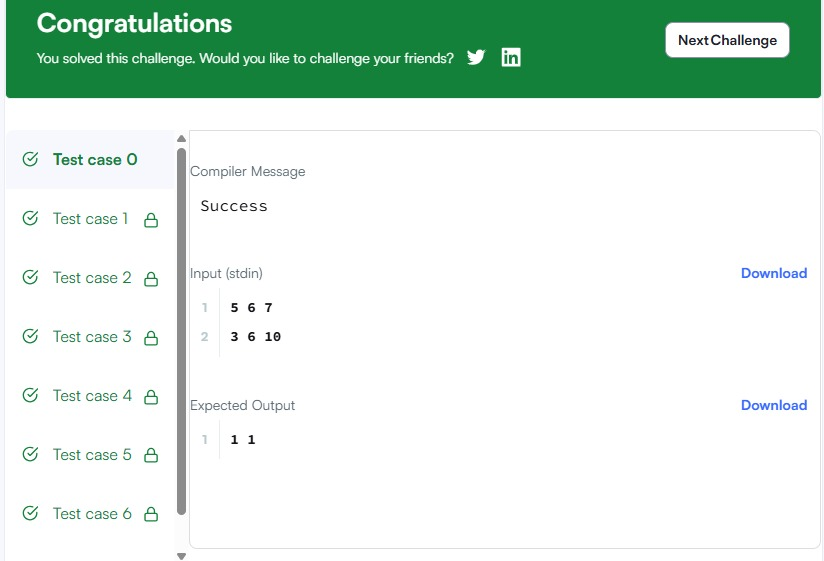 Congratulations
You solved this challenge. Would you like to challenge your friends?
Next Challenge
Test case 0
Test case 1
Test case 2
Test case 3
Test case 4
Test case 5
Test case 6
Compiler Message
Success
Input (stdin)
Download
1 5 6 7
2 3 6 10
Expected Output
Download
1 1 1